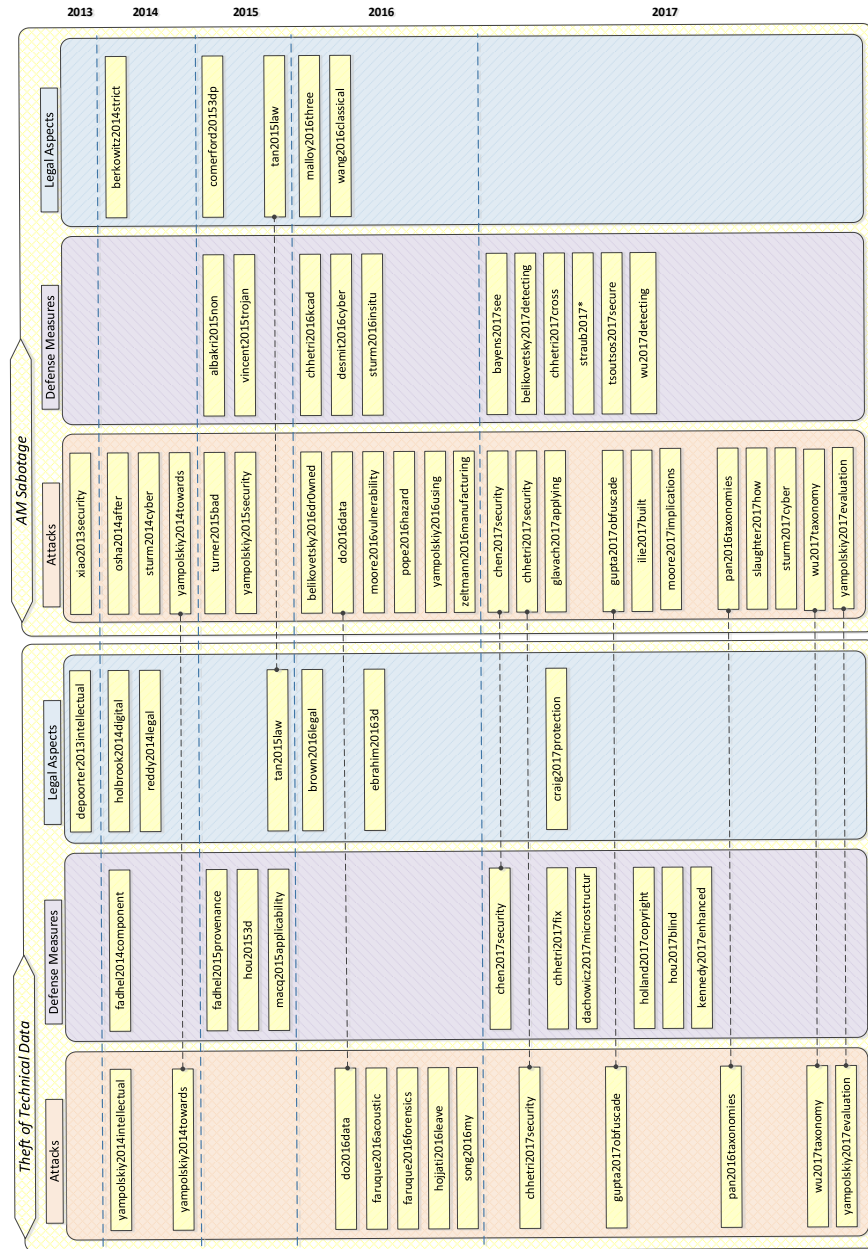 2013
2014
2015
2016
2017
AM Sabotage
Legal Aspects
berkowitz2014strict
comerford20153dp
tan2015law
malloy2016three
wang2016classical
Defense Measures
albakri2015non
vincent2015trojan
chhetri2016kcad
desmit2016cyber
sturm2016insitu
bayens2017see
belikovetsky2017detecting
chhetri2017cross
straub2017*
tsoutsos2017secure
wu2017detecting
Attacks
xiao2013security
osha2014after
sturm2014cyber
yampolskiy2014towards
turner2015bad
yampolskiy2015security
belikovetsky2016dr0wned
do2016data
moore2016vulnerability
pope2016hazard
yampolskiy2016using
zeltmann2016manufacturing
chen2017security
chhetri2017security
glavach2017applying
gupta2017obfuscade
ilie2017built
moore2017implications
pan2016taxonomies
slaughter2017how
sturm2017cyber
wu2017taxonomy
yampolskiy2017evaluation
Theft of Technical Data
Legal Aspects
depoorter2013intellectual
holbrook2014digital
reddy2014legal
tan2015law
brown2016legal
ebrahim20163d
craig2017protection
Defense Measures
fadhel2014component
fadhel2015provenance
hou20153d
macq2015applicability
chen2017security
chhetri2017fix
dachowicz2017microstructur
holland2017copyright
hou2017blind
kennedy2017enhanced
Attacks
yampolskiy2014intellectual
yampolskiy2014towards
do2016data
faruque2016acoustic
faruque2016forensics
hojjati2016leave
song2016my
chhetri2017security
gupta2017obfuscade
pan2016taxonomies
wu2017taxonomy
yampolskiy2017evaluation